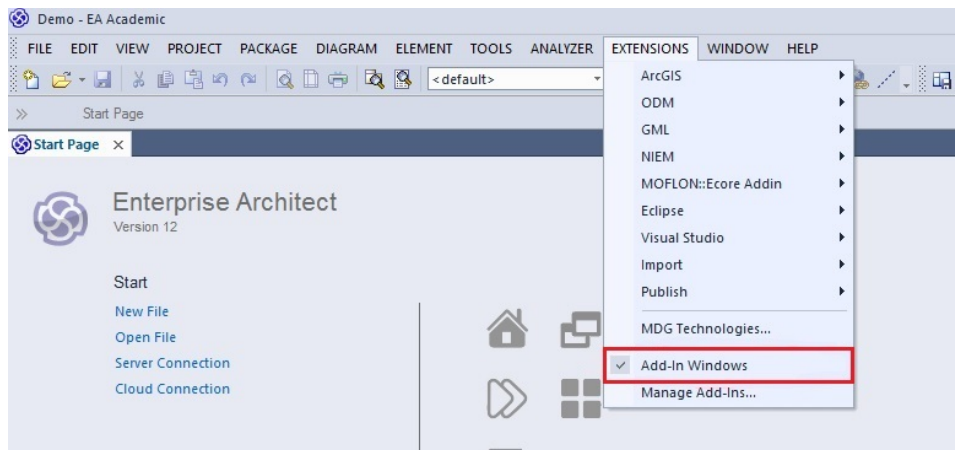 Demo - EA Academic
FILE EDIT VIEW PROJECT PACKAGE DIAGRAM ELEMENT TOOLS ANALYZER EXTENSIONS WINDOW HELP
<default>
Start Page
Start Page
Enterprise Architect
Version 12
Start
New File
Open File
Server Connection
Cloud Connection
ArcGIS
ODM
GML
NIEM
MOFLON::Ecore Addin
Eclipse
Visual Studio
Import
Publish
MDG Technologies...
Add-In Windows
Manage Add-Ins...